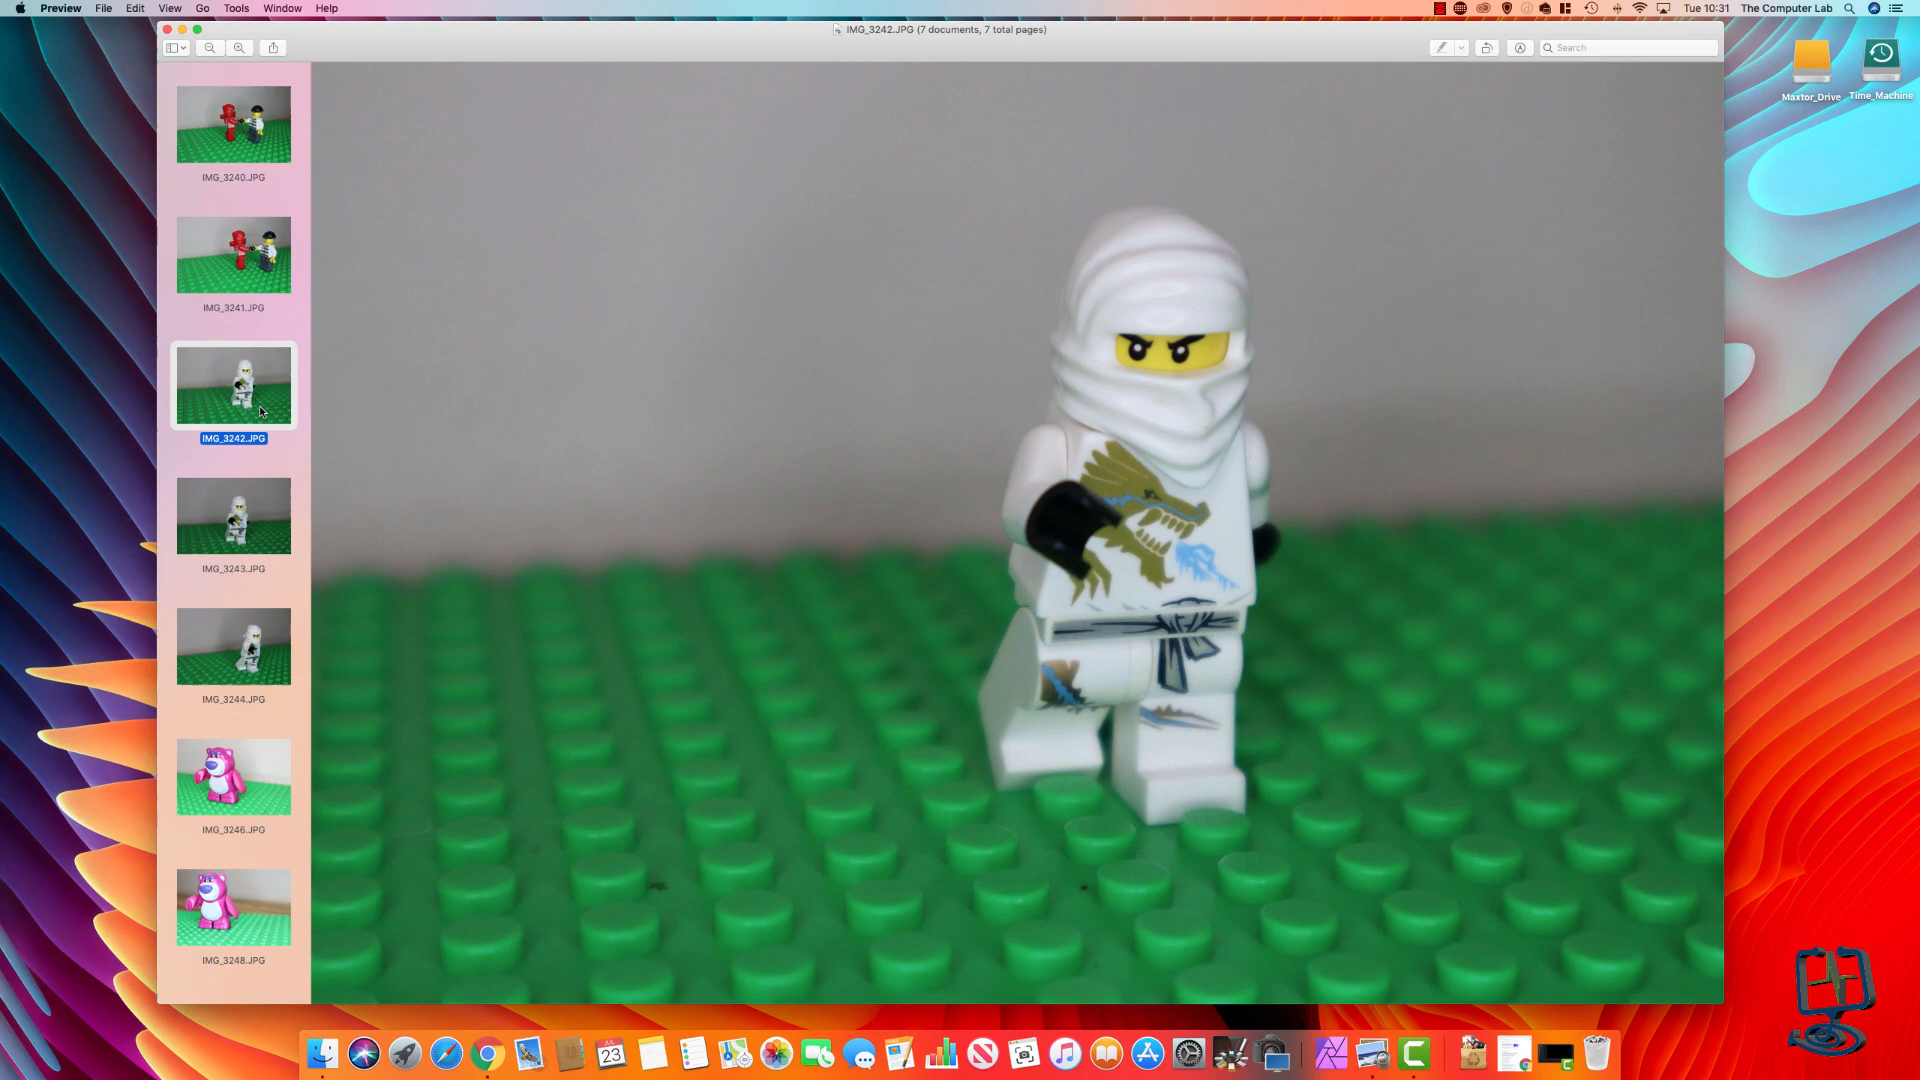 Preview File Edit View Go Tools Window Help
Tue 10:31 The Computer Lab
IMG_3242.JPG (7 documents, 7 total pages)
Search
Maxtor_Drive
Time_Machine
IMG_3240.JPG
IMG_3241.JPG
IMG_3242.JPG
IMG_3243.JPG
IMG_3244.JPG
IMG_3246.JPG
IMG_3248.JPG
JUL
23